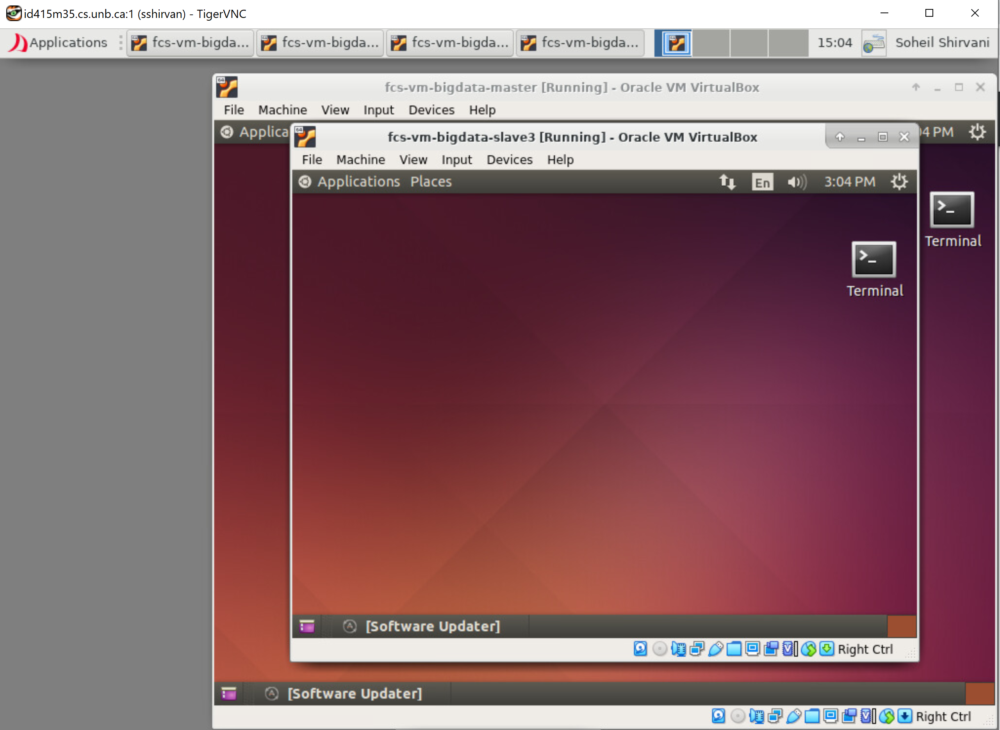 id415m35.cs.unb.ca:1 (sshirvan) - TigerVNC
Applications fcs-vm-bigda... fcs-vm-bigda... fcs-vm-bigda... fcs-vm-bigda... 15:04 Soheil Shirvani
64 fcs-vm-bigdata-master [Running] - Oracle VM VirtualBox
File Machine View Input Devices Help
Applica 04 PM
64 fcs-vm-bigdata-slave3 [Running] - Oracle VM VirtualBox
File Machine View Input Devices Help
Applications Places En 3:04 PM
Terminal
Terminal
[Software Updater]
Right Ctrl
[Software Updater]
Right Ctrl